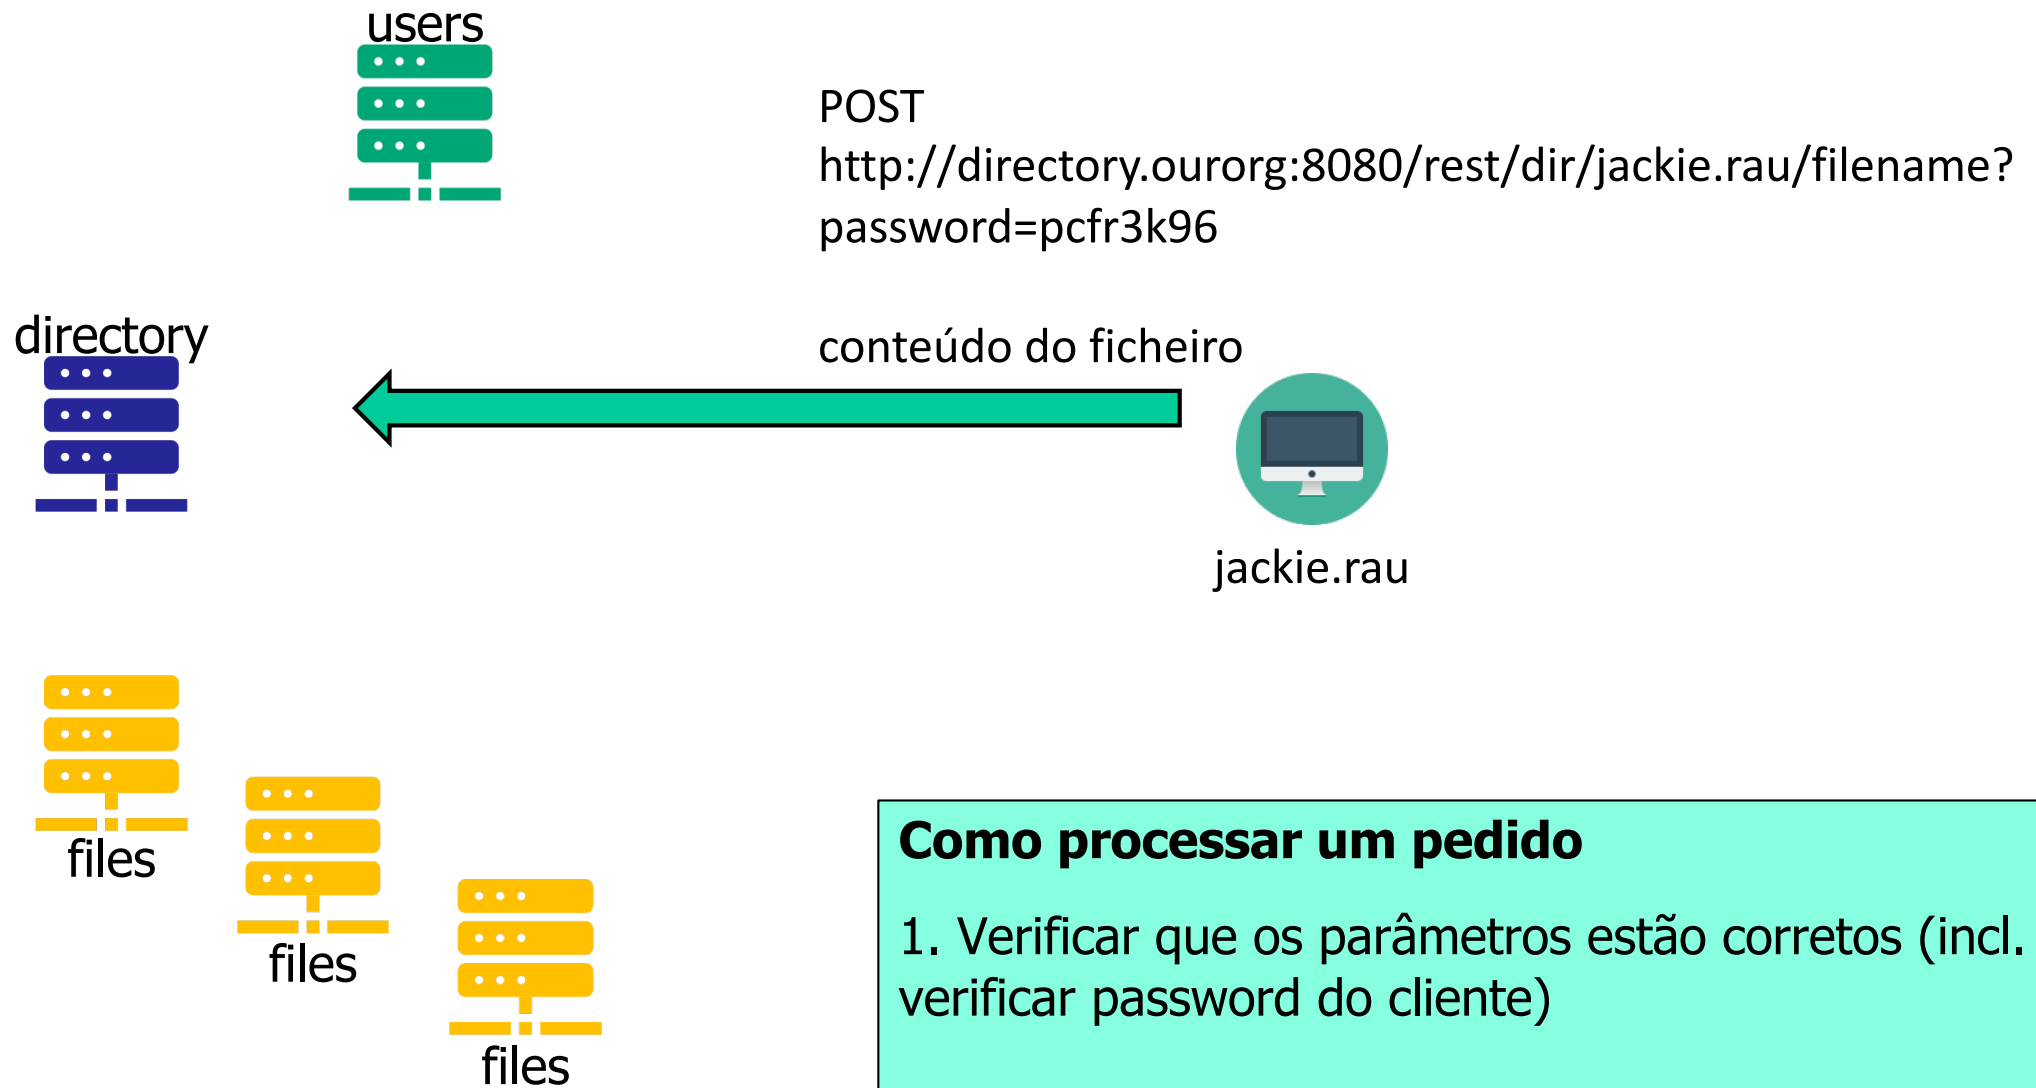 users
POST
http://directory.ourorg:8080/rest/dir/jackie.rau/filename?
password=pcfr3k96
directory
conteúdo do ficheiro
jackie.rau
files
files
files
Como processar um pedido
1. Verificar que os parâmetros estão corretos (incl.
verificar password do cliente)